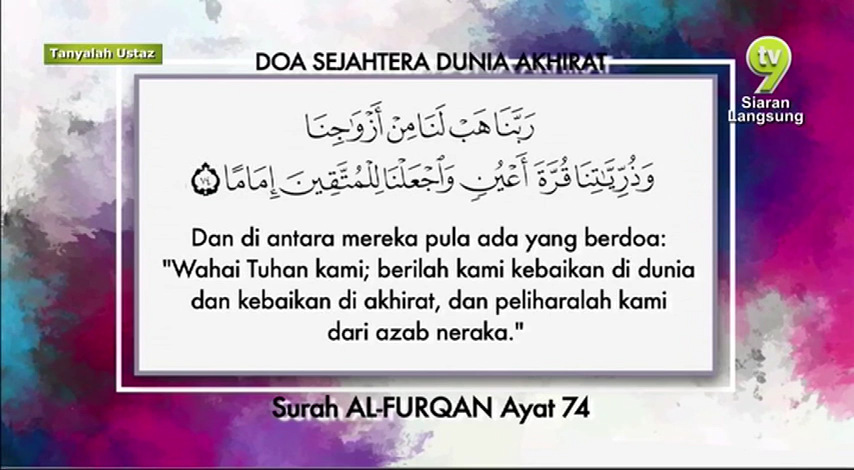 Tanyalah Ustaz
DOA SEJAHTERA DUNIA AKHIRAT
tv9
Siaran
Langsung
رَبَّنَا هَبْ لَنَا مِنْ أَزْوَٰجِنَا
وَذُرِّيَّـٰتِنَا قُرَّةَ أَعْيُنٍ وَٱجْعَلْنَا لِلْمُتَّقِينَ إِمَامًا ٧٤
Dan di antara mereka pula ada yang berdoa:
"Wahai Tuhan kami; berilah kami kebaikan di dunia
dan kebaikan di akhirat, dan peliharalah kami
dari azab neraka."
Surah AL-FURQAN Ayat 74